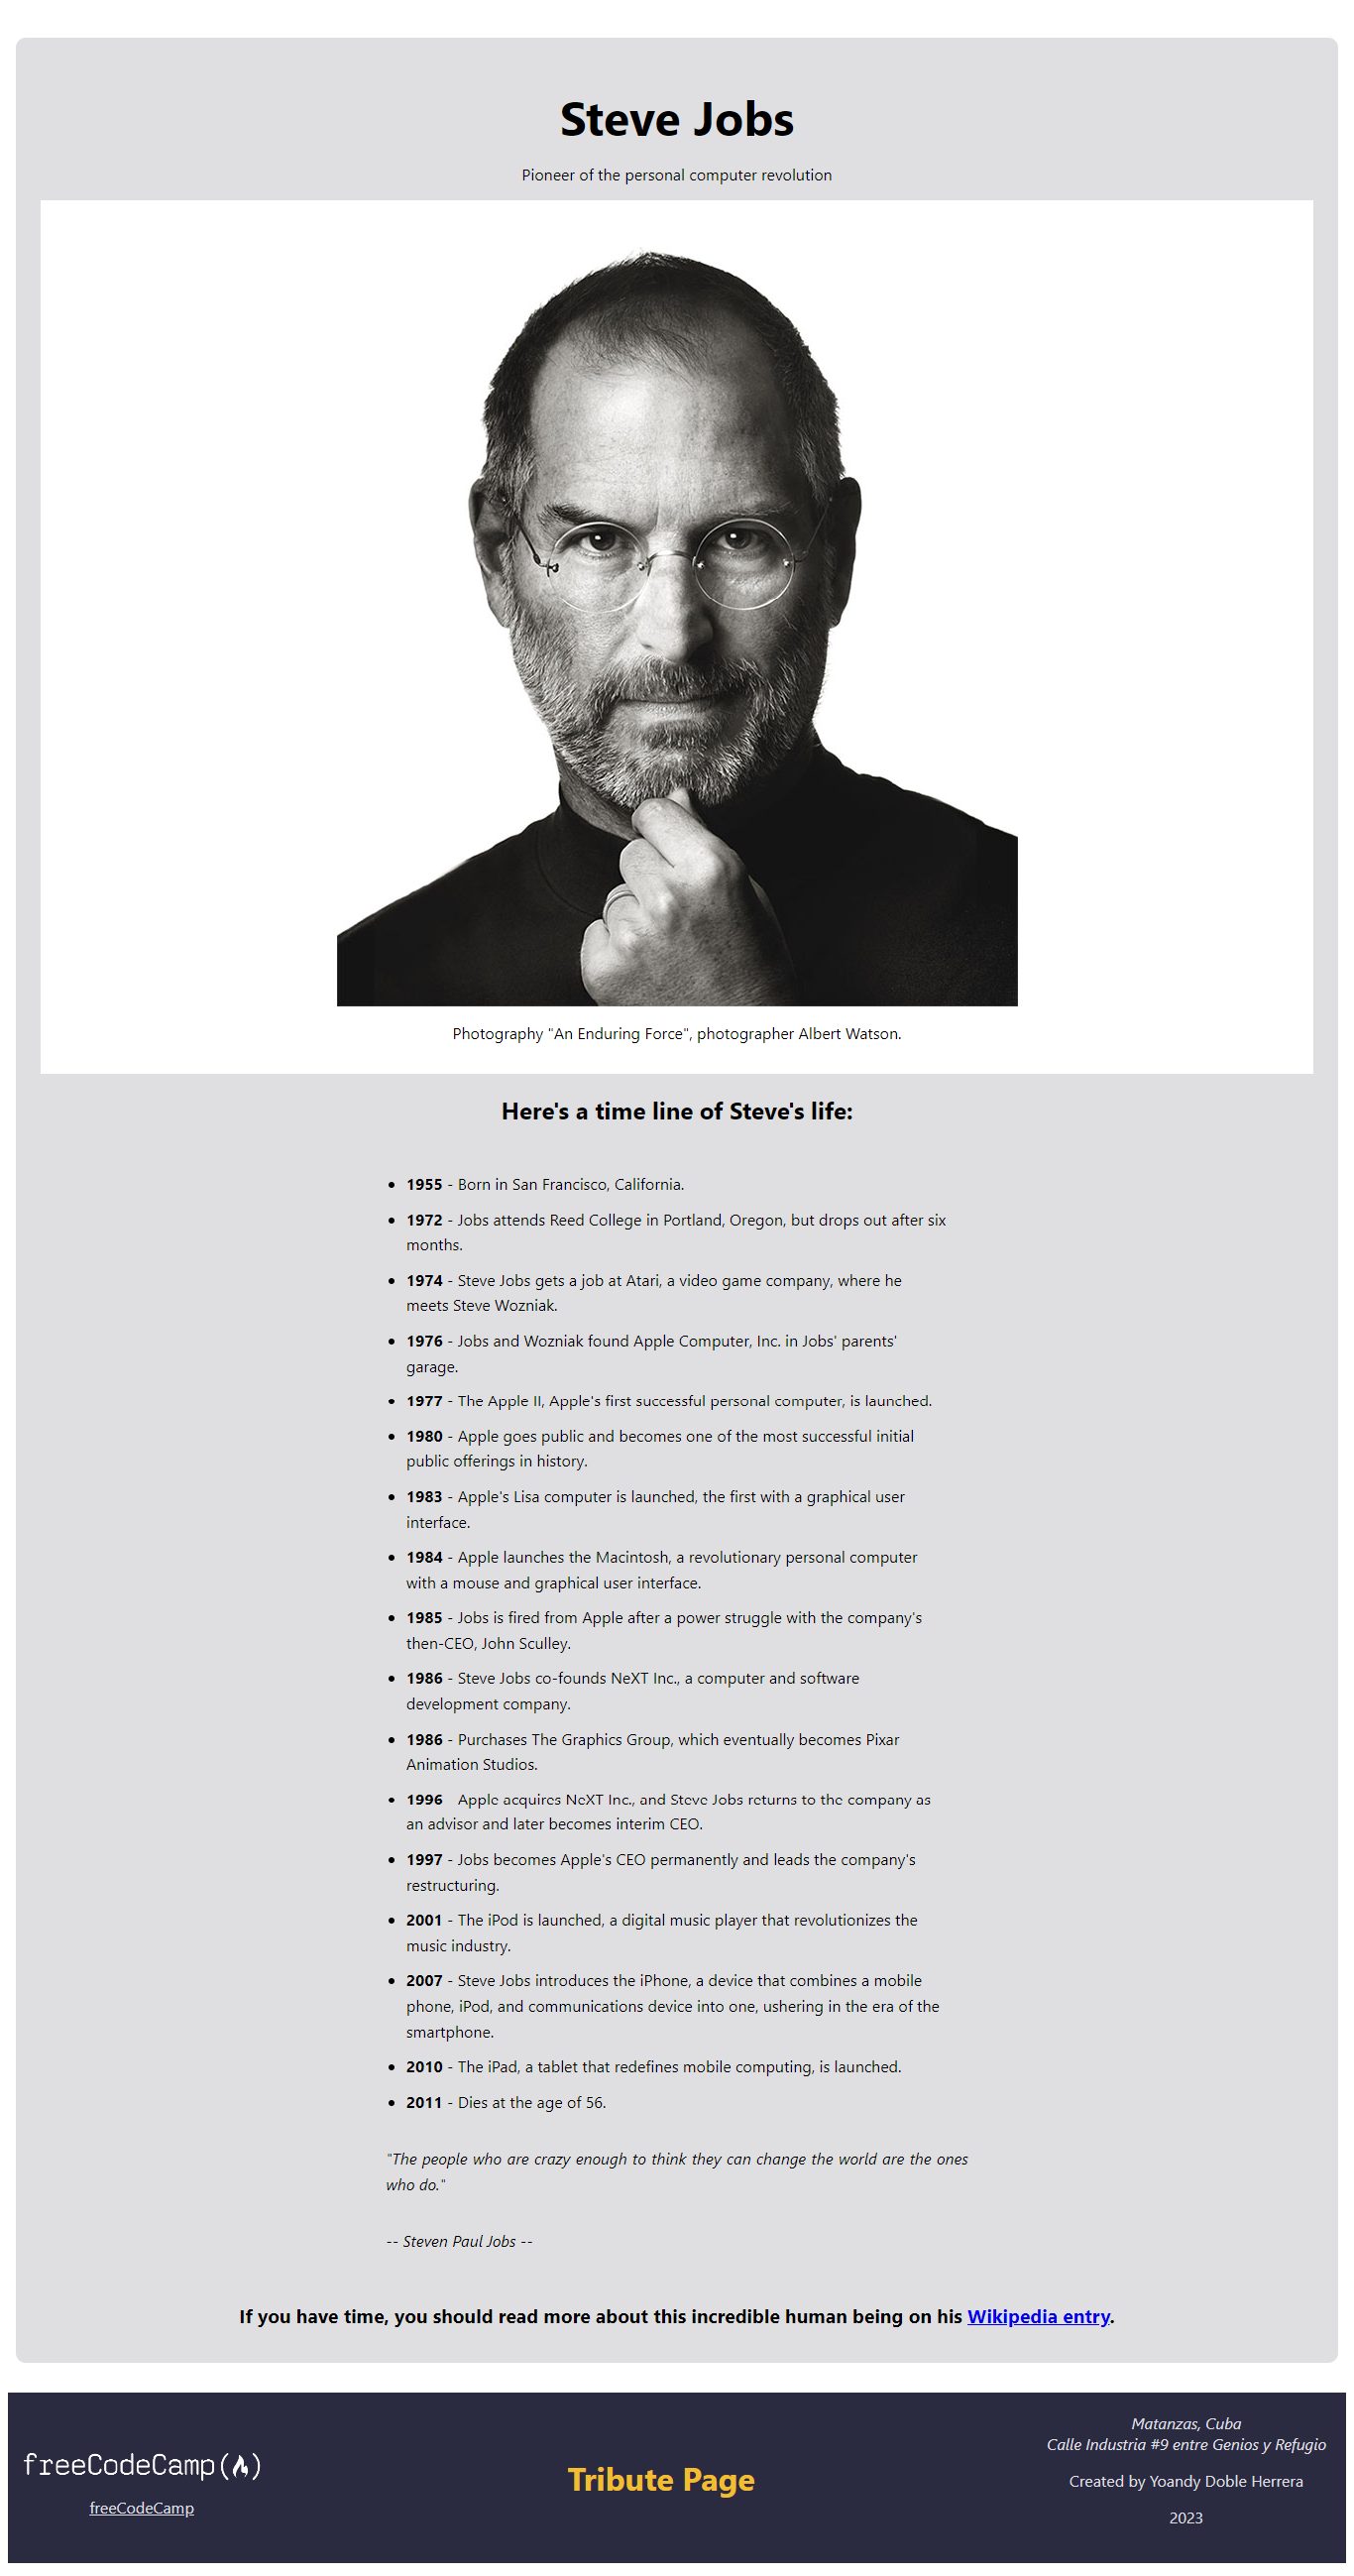 Steve Jobs
Pioneer of the personal computer revolution
Photography "An Enduring Force", photographer Albert Watson.
Here's a time line of Steve's life:
• 1955 - Born in San Francisco, California.
• 1972 - Jobs attends Reed College in Portland, Oregon, but drops out after six
months.
• 1974 - Steve Jobs gets a job at Atari, a video game company, where he
meets Steve Wozniak.
• 1976 - Jobs and Wozniak found Apple Computer, Inc. in Jobs' parents'
garage.
• 1977 - The Apple II, Apple's first successful personal computer, is launched.
• 1980 - Apple goes public and becomes one of the most successful initial
public offerings in history.
• 1983 - Apple's Lisa computer is launched, the first with a graphical user
interface.
• 1984 - Apple launches the Macintosh, a revolutionary personal computer
with a mouse and graphical user interface.
• 1985 - Jobs is fired from Apple after a power struggle with the company's
then-CEO, John Sculley.
• 1986 - Steve Jobs co-founds NeXT Inc., a computer and software
development company.
• 1986 - Purchases The Graphics Group, which eventually becomes Pixar
Animation Studios.
• 1996 - Apple acquires NeXT Inc., and Steve Jobs returns to the company as
an advisor and later becomes interim CEO.
• 1997 - Jobs becomes Apple's CEO permanently and leads the company's
restructuring.
• 2001 - The iPod is launched, a digital music player that revolutionizes the
music industry.
• 2007 - Steve Jobs introduces the iPhone, a device that combines a mobile
phone, iPod, and communications device into one, ushering in the era of the
smartphone.
• 2010 - The iPad, a tablet that redefines mobile computing, is launched.
• 2011 - Dies at the age of 56.
"The people who are crazy enough to think they can change the world are the ones
who do."
-- Steven Paul Jobs --
If you have time, you should read more about this incredible human being on his Wikipedia entry.
freeCodeCamp
freeCodeCamp
Tribute Page
Matanzas, Cuba
Calle Industria #9 entre Genios y Refugio
Created by Yoandy Doble Herrera
2023